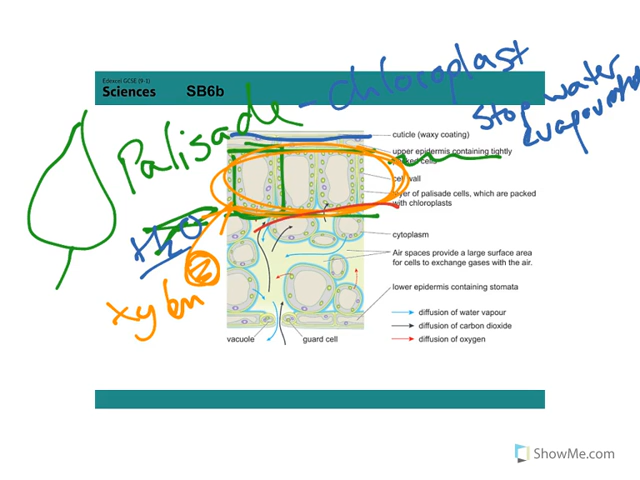 Edexcel GCSE (9-1)
Sciences SB6b
Palisade - Chloroplast
Stop water
cuticle (waxy coating)
upper epidermis containing tightly
cell wall
layer of palisade cells, which are packed
with chloroplasts
H2O
cytoplasm
Air spaces provide a large surface area
for cells to exchange gases with the air.
xylem
lower epidermis containing stomata
diffusion of water vapour
diffusion of carbon dioxide
diffusion of oxygen
vacuole
guard cell
ShowMe.com